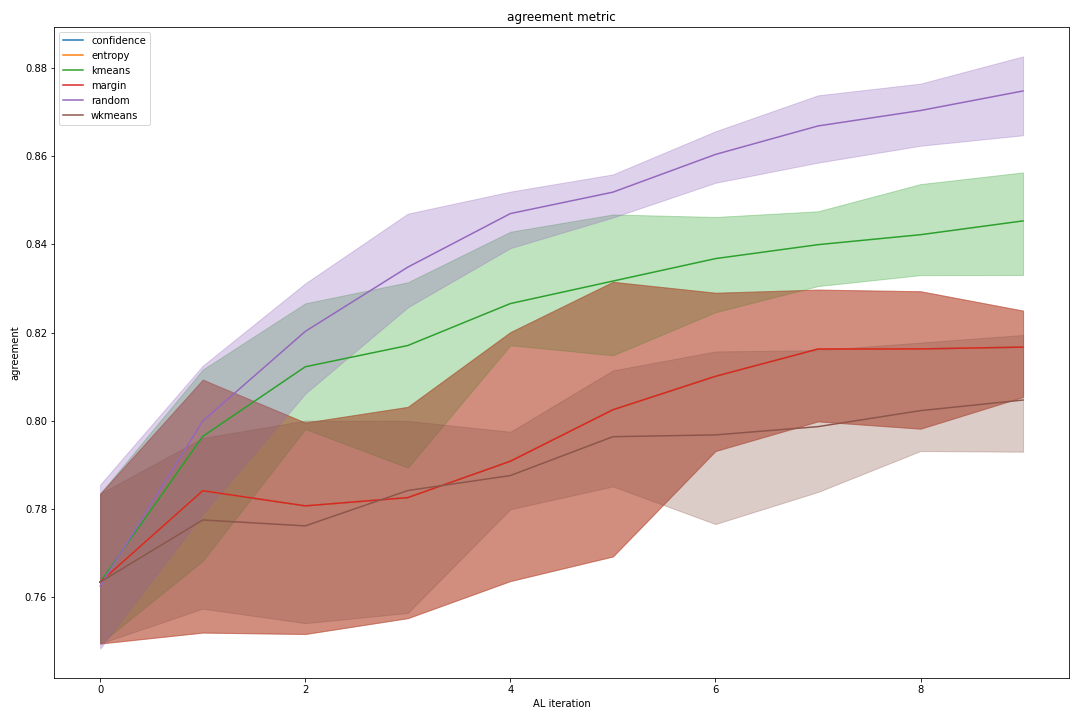 agreement metric
confidence
entropy
kmeans
margin
random
wkmeans
0.88
0.86
0.84
0.82
0.80
0.78
0.76
agreement
0
2
4
6
8
AL iteration